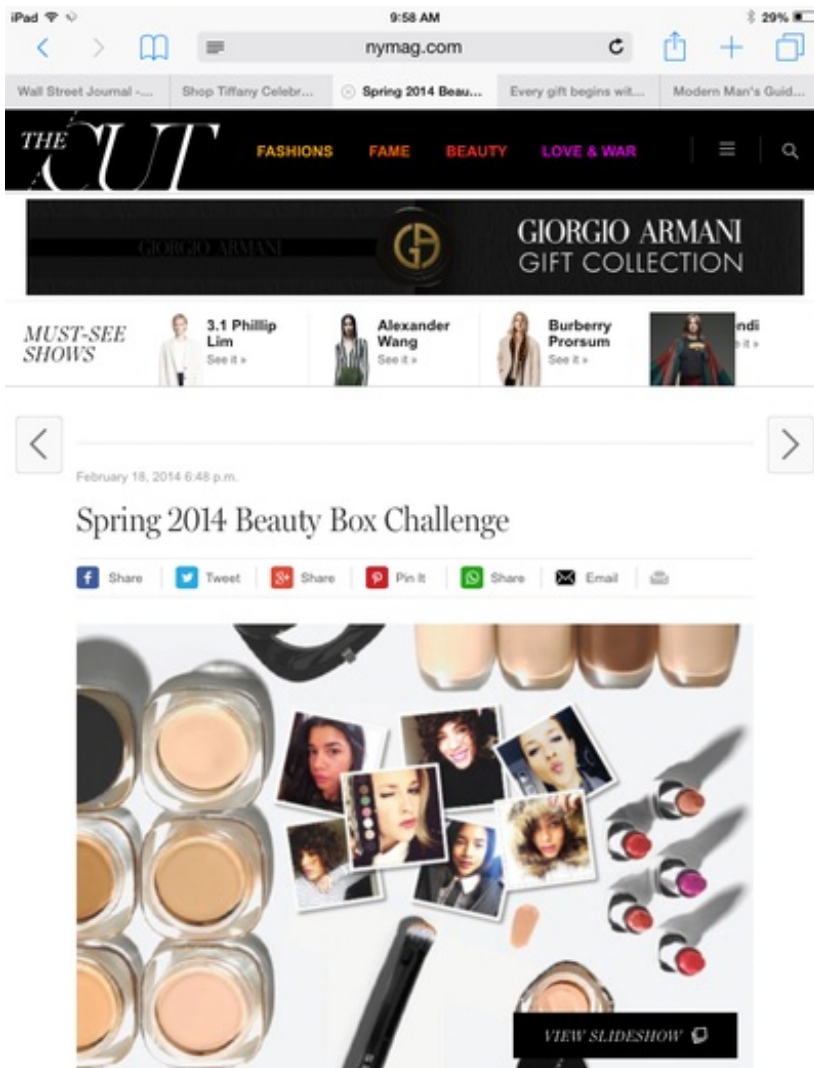 iPad 9:58 AM 29%
nymag.com
Wall Street Journal -... Shop Tiffany Celebr... Spring 2014 Beau... Every gift begins wit... Modern Man's Guid...
THE CUT FASHIONS FAME BEAUTY LOVE & WAR
GIORGIO ARMANI GA GIORGIO ARMANI
GIFT COLLECTION
MUST-SEE
SHOWS
3.1 Phillip
Lim
See it »
Alexander
Wang
See it »
Burberry
Prorsum
See it »
ndi
it »
February 18, 2014 6:48 p.m.
Spring 2014 Beauty Box Challenge
f Share Tweet g+ Share Pin It Share Email
VIEW SLIDESHOW